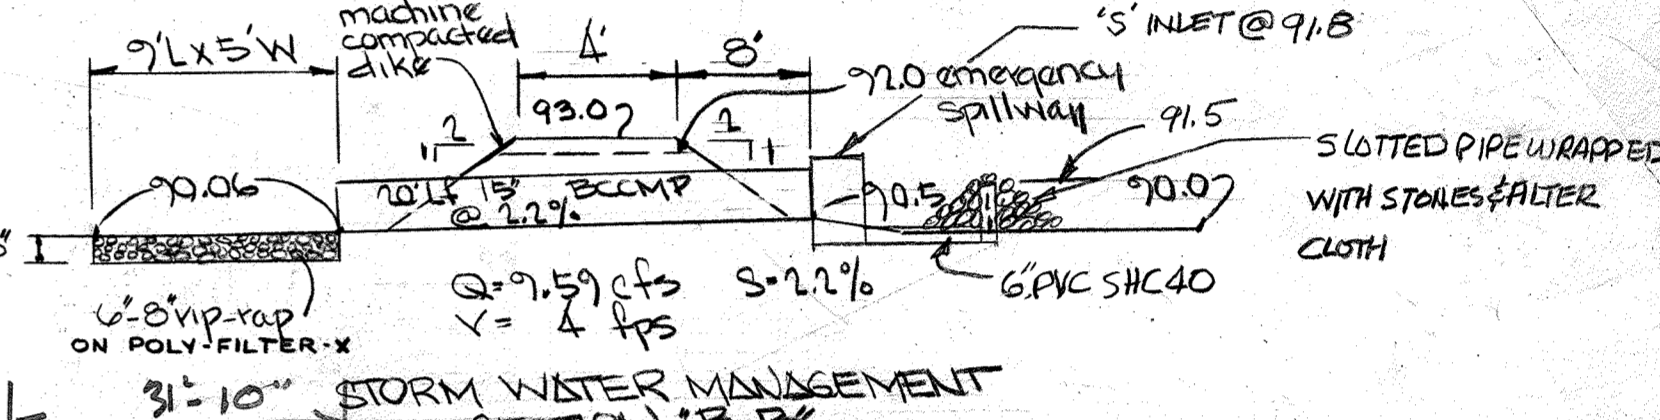 machine
compacted
dike
9'L x 5'W
4'
8'
'S' INLET @ 91.8
92.0 emergency
spillway
93.0
2
1
1
91.5
SLOTTED PIPE WRAPPED
WITH STONES & FILTER
CLOTH
90.06
20' LF 15" BCCMP
@ 2.2%
90.5
90.0
6" PVC SHC 40
Q=9.59 cfs S=2.2%
V= 4 fps
6"-8" rip-rap
ON POLY-FILTER-X
31'-10" STORM WATER MANAGEMENT
"B-B"